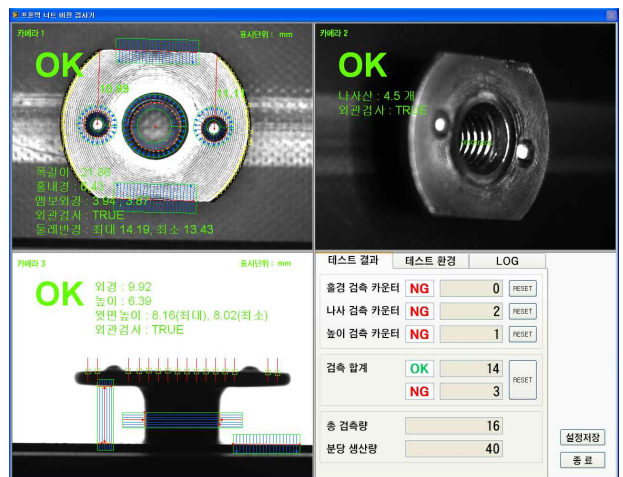 프론백 너트 비젼 검사기
카메라 1
표시단위 : mm
OK
10.99
11.11
목길이 : 21.86
홀내경 : 6.43
엠보외경 : 3.94, 3.87
외관검사 : TRUE
둘레반경 : 최대 14.19, 최소 13.43
카메라 2
OK
나사산 : 4.5 개
외관검사 : TRUE
카메라 3
표시단위 : mm
OK
외경 : 9.92
높이 : 6.39
윗면높이 : 8.16(최대), 8.02(최소)
외관검사 : TRUE
테스트 결과
테스트 환경
LOG
홀경 검측 카운터 NG 0 RESET
나사 검측 카운터 NG 2 RESET
높이 검측 카운터 NG 1 RESET
검측 합계 OK 14
RESET
NG 3
총 검측량 16
분당 생산량 40
설정저장
종 료